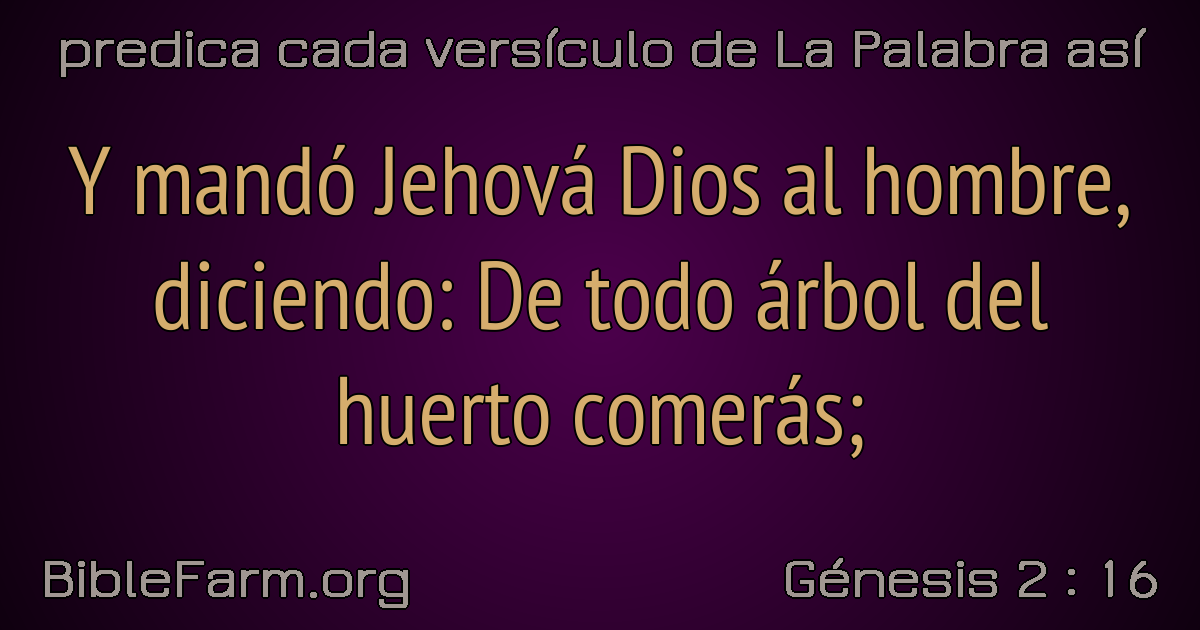 predica cada versículo de La Palabra así
Y mandó Jehová Dios al hombre,
diciendo: De todo árbol del
huerto comerás;
BibleFarm.org
Génesis 2 : 16